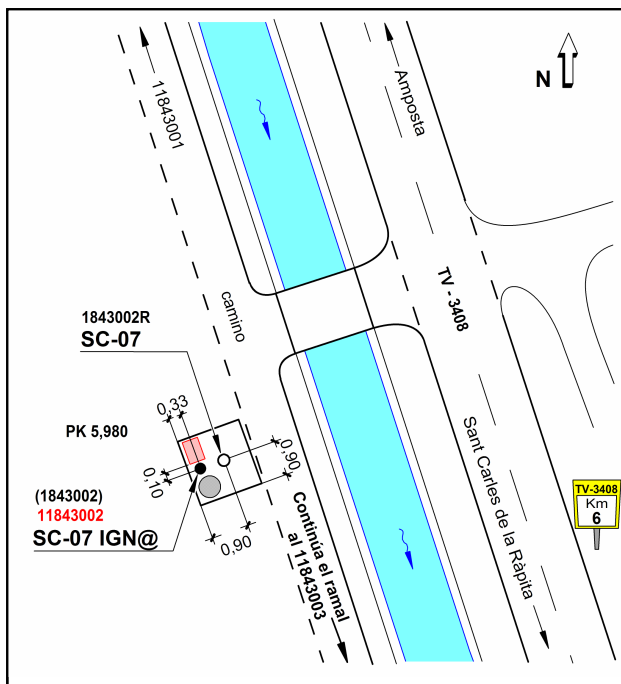 N
11843001
Amposta
camino
TV - 3408
1843002R
SC-07
0,33
PK 5,980
0,90
0,90
0,10
(1843002)
11843002
SC-07 IGN@
0,90
Continúa el ramal
al 11843003
Sant Carles de la Ràpita
TV-3408
Km
6